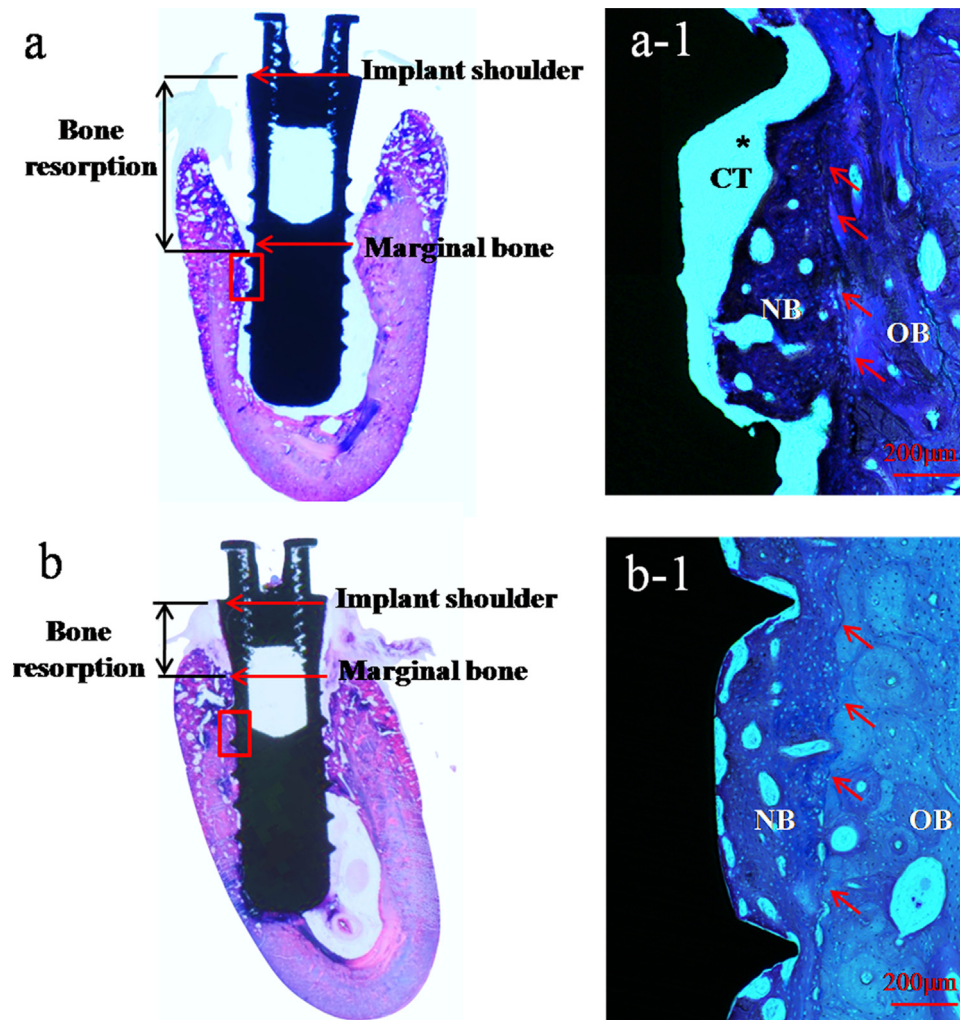 a
Implant shoulder
Bone
resorption
Marginal bone
a-1
*
CT
NB
OB
200μm
b
Implant shoulder
Bone
resorption
Marginal bone
b-1
NB
OB
200μm